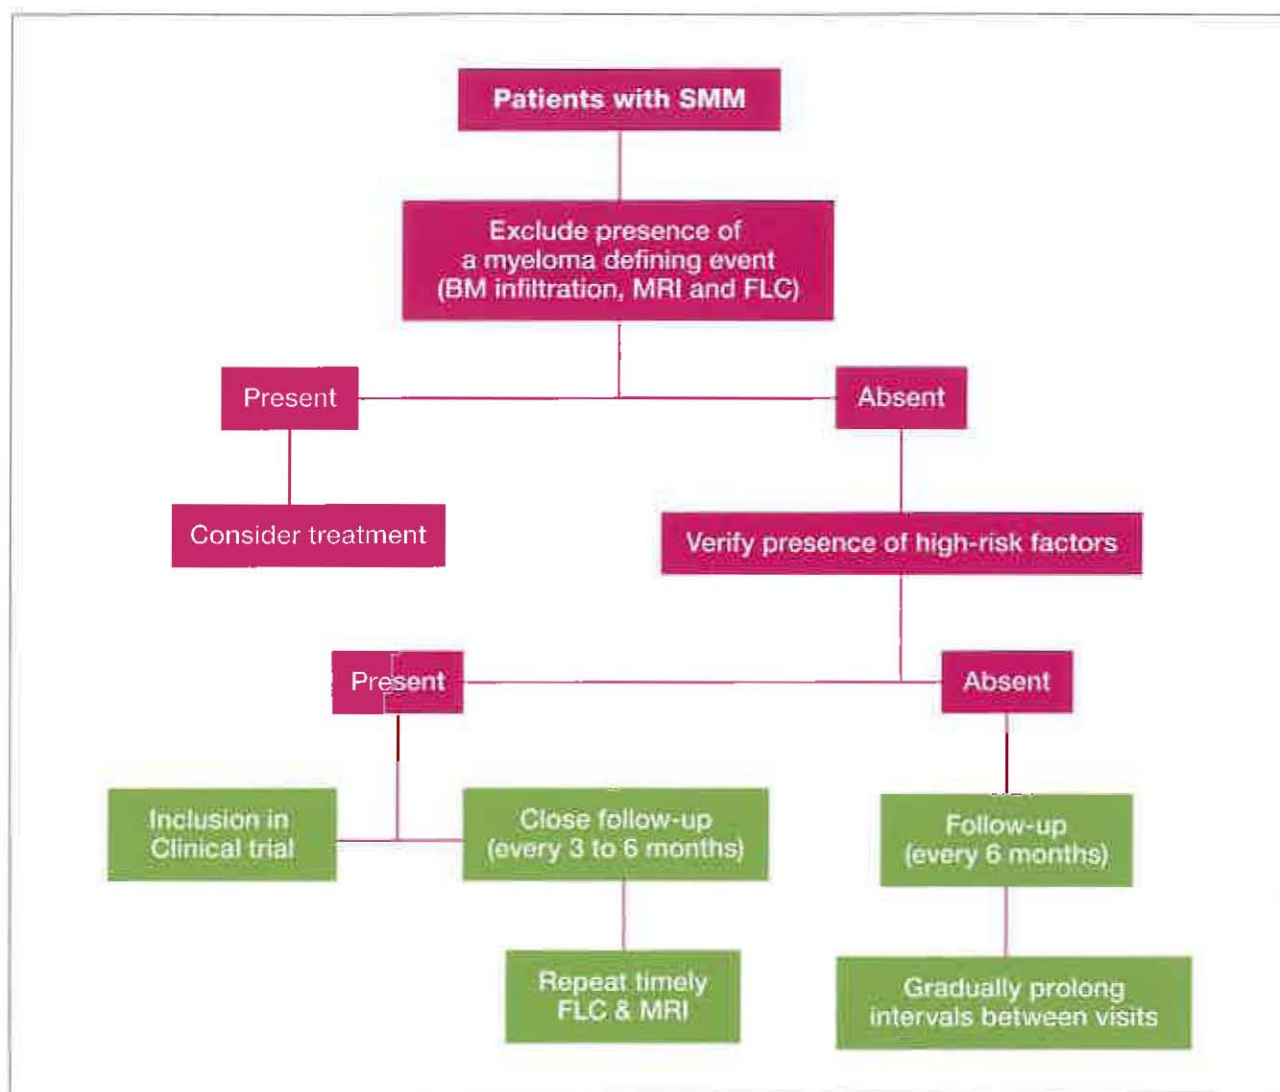 Patients with SMM
Exclude presence of
a myeloma defining event
(BM infiltration, MRI and FLC)
Present
Absent
Consider treatment
Verify presence of high-risk factors
Present
Absent
Inclusion in
Clinical trial
Close follow-up
(every 3 to 6 months)
Follow-up
(every 6 months)
Repeat timely
FLC & MRI
Gradually prolong
intervals between visits